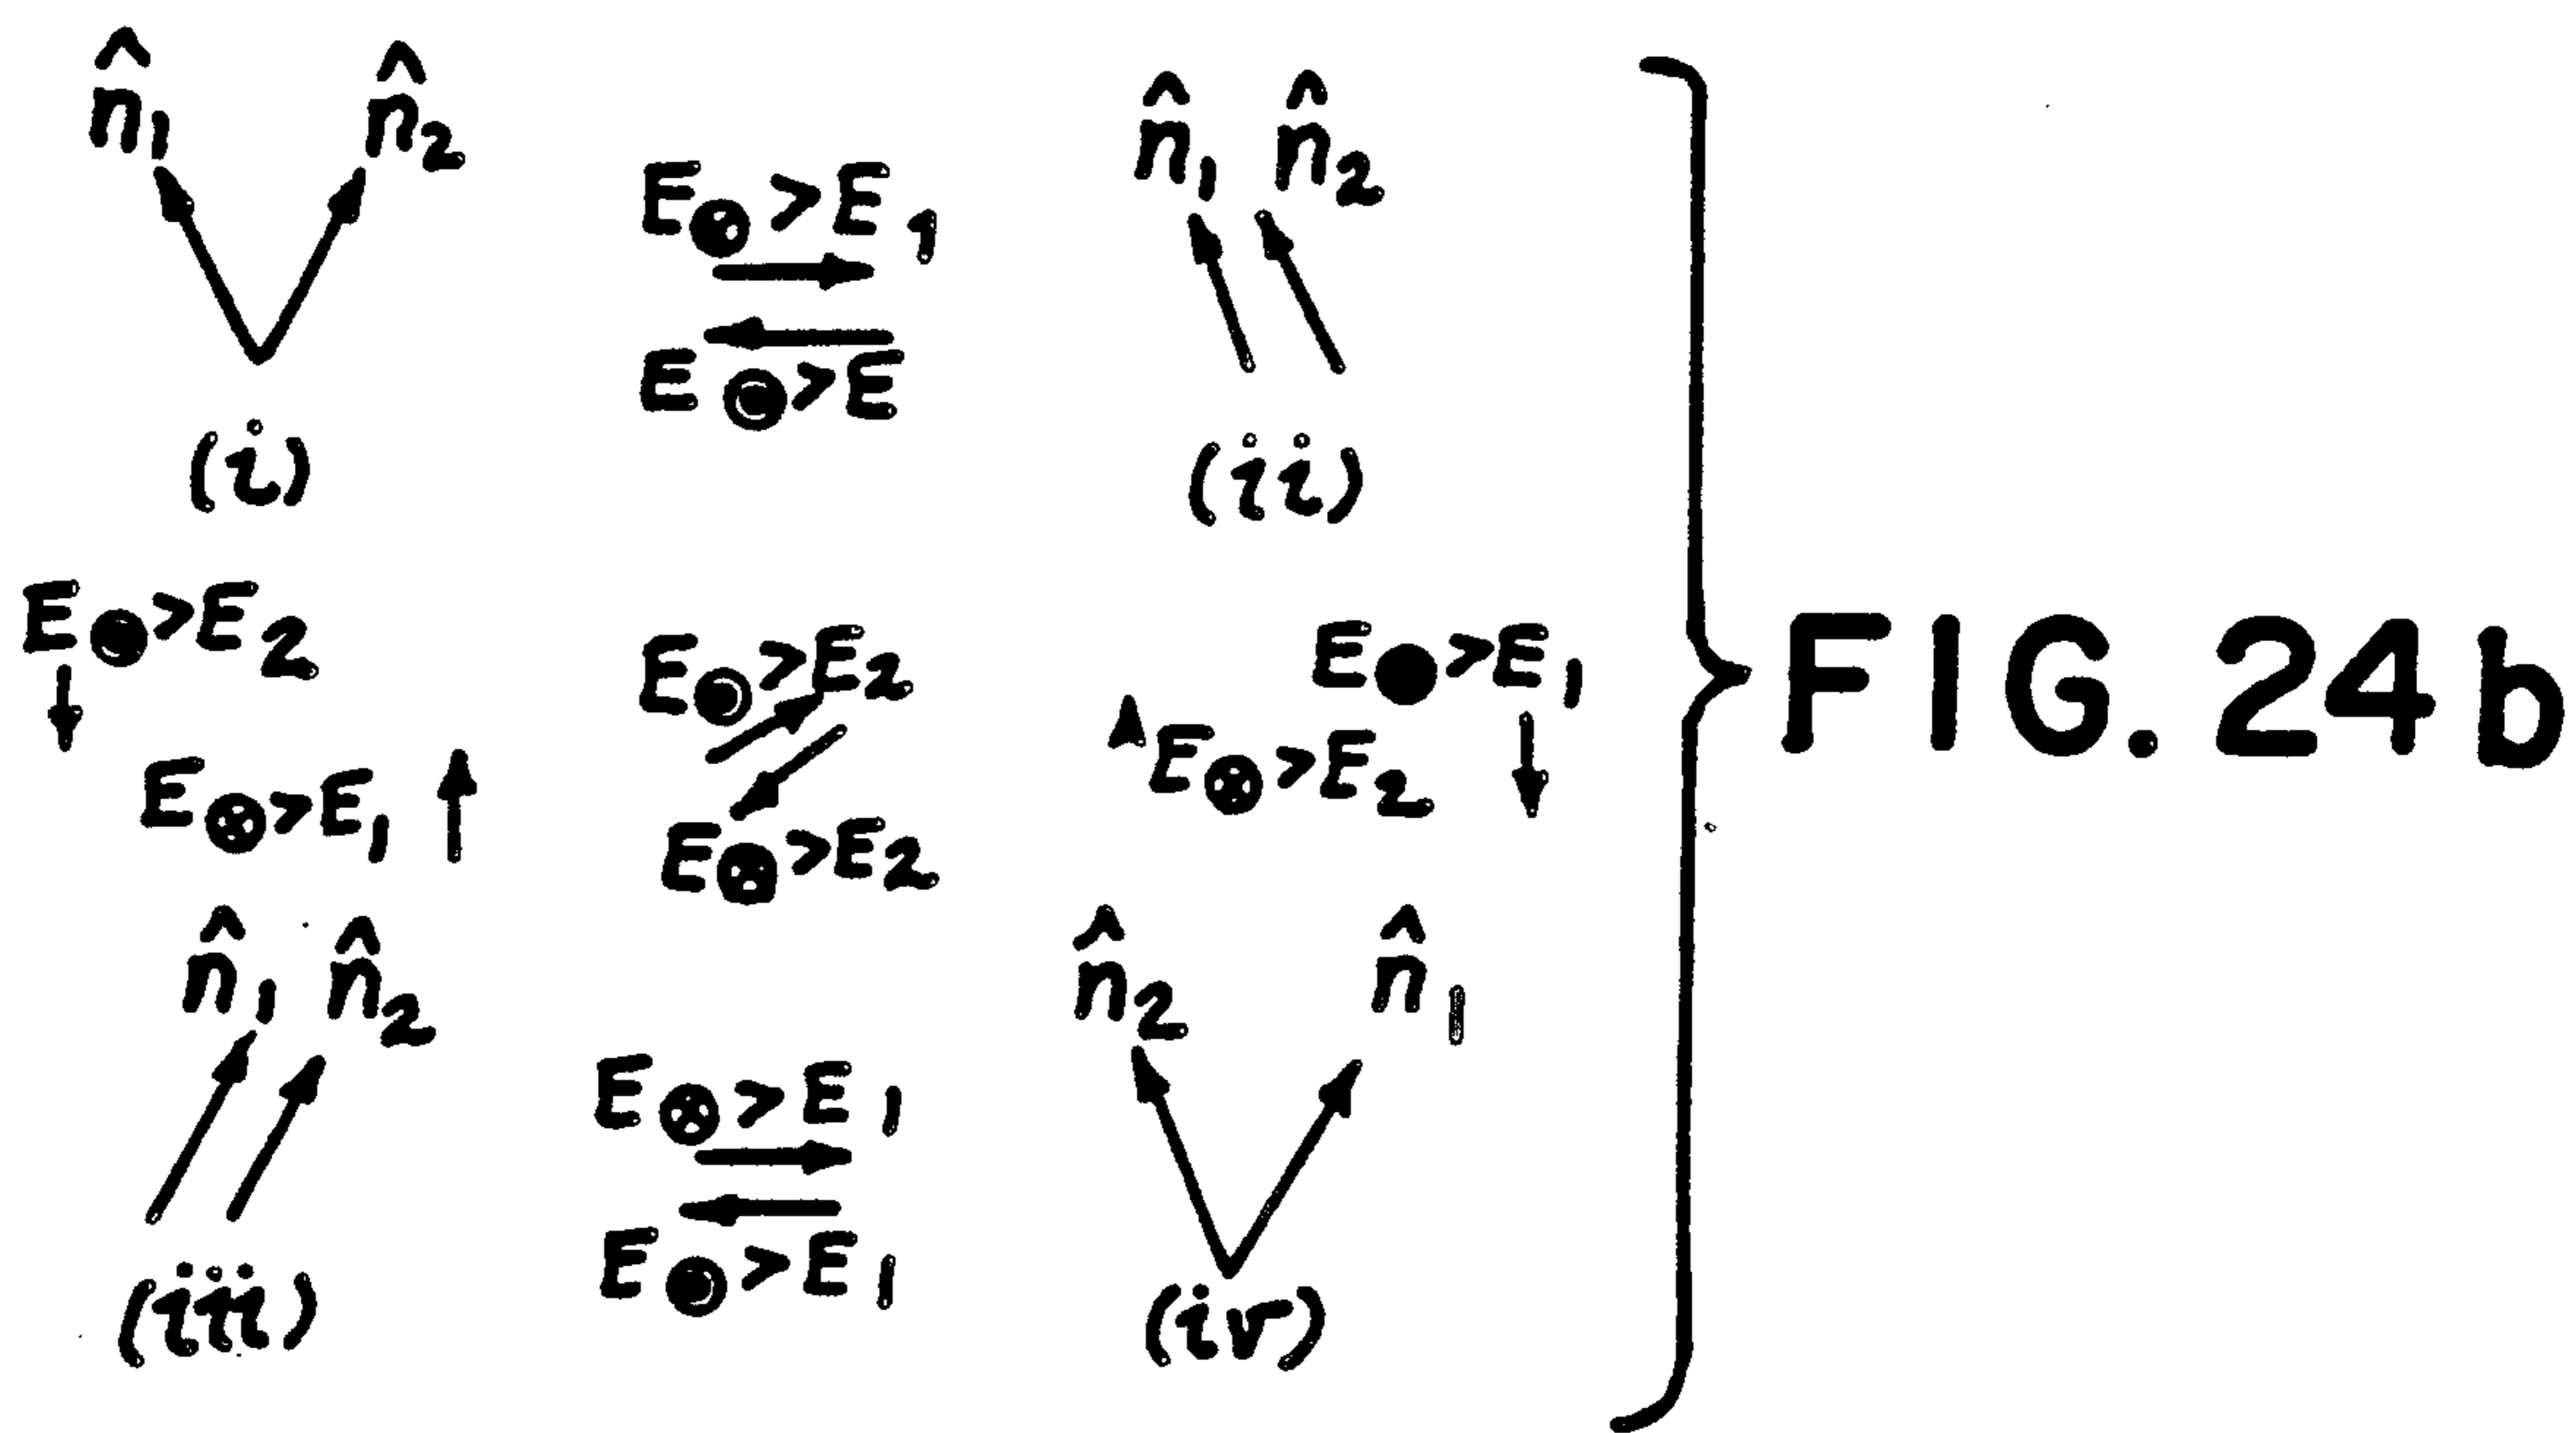 n̂1 n̂2
E⊗ > E1
E⊙ > E
(i)
n̂1 n̂2
(ii)
E⊙ > E2
E⊗ > E1
E⊙ > E2
E⊗ > E2
E⊙ > E1
E⊗ > E2
n̂1 n̂2
(iii)
E⊗ > E1
E⊙ > E1
n̂2 n̂1
(iv)
FIG. 24b